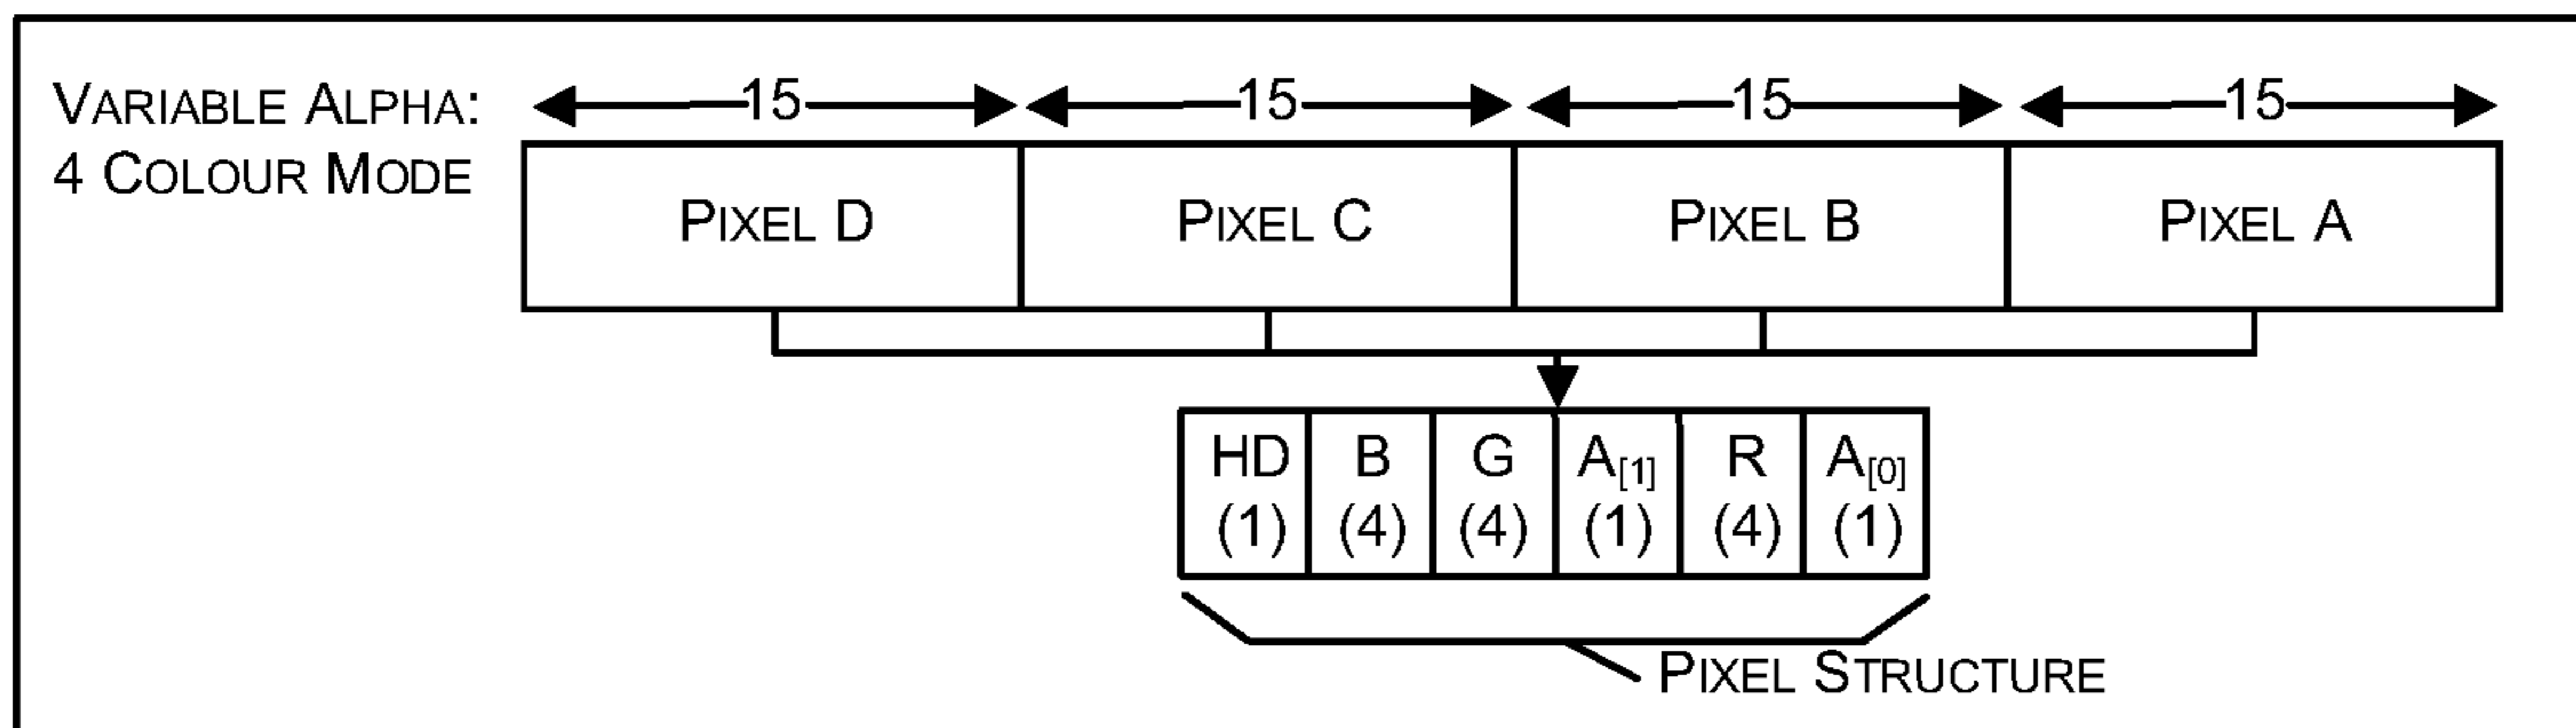 VARIABLE ALPHA:
4 COLOUR MODE
15 15 15 15
PIXEL D PIXEL C PIXEL B PIXEL A
HD B G A[1] R A[0]
(1) (4) (4) (1) (4) (1)
PIXEL STRUCTURE